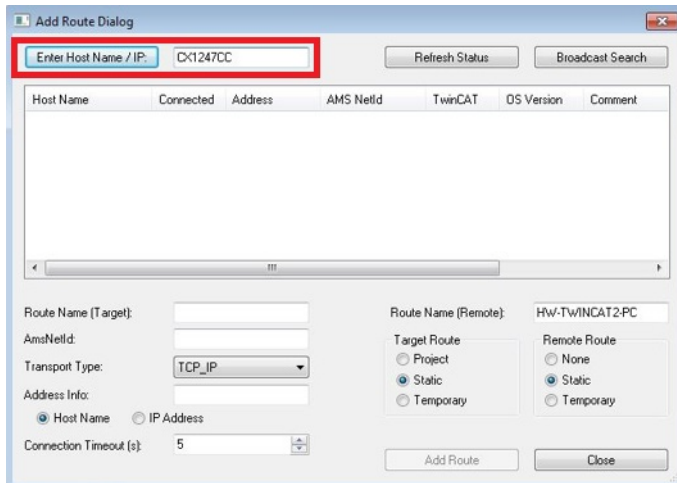 Add Route Dialog
Enter Host Name / IP: CX1247CC Refresh Status Broadcast Search
Host Name Connected Address AMS NetId TwinCAT OS Version Comment
Route Name (Target): Route Name (Remote): HW-TWINCAT2-PC
AmsNetId: Target Route Remote Route
Project None
Transport Type: TCP_IP
Static Static
Address Info: Temporary Temporary
Host Name IP Address
Connection Timeout (s): 5
Add Route Close